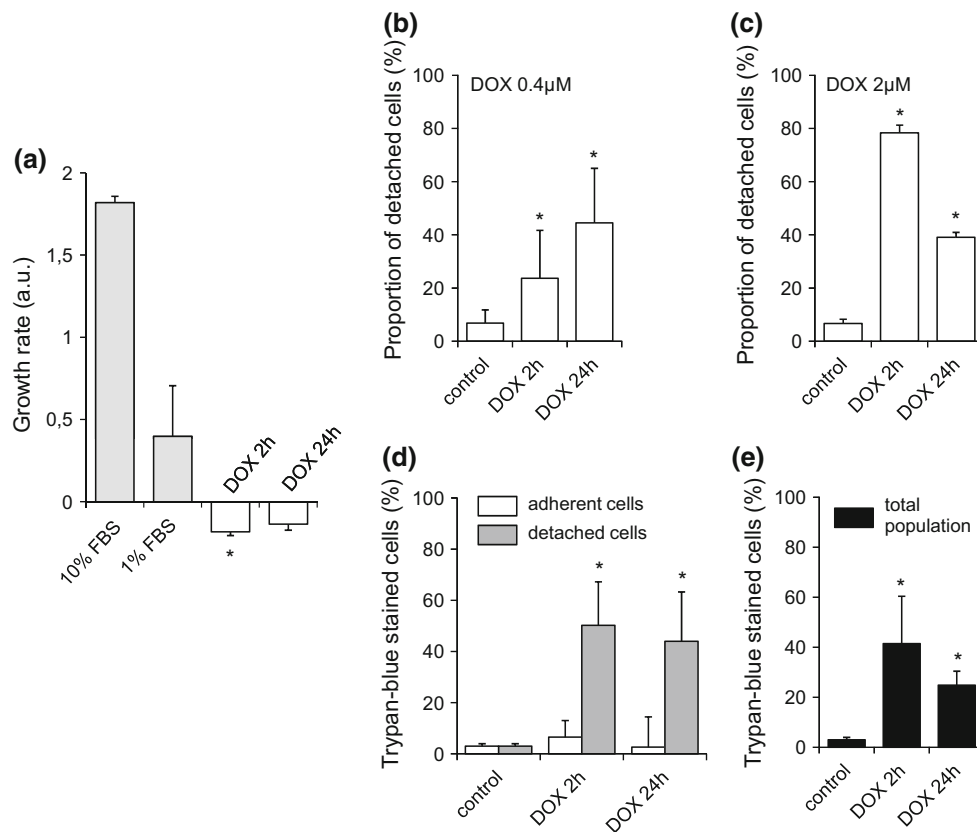 (a)
Growth rate (a.u.)
2
1,5
1
0,5
0
10% FBS
1% FBS
DOX 2h
DOX 24h
*
(b)
Proportion of detached cells (%)
DOX 0.4µM
100
80
60
40
20
0
*
*
control
DOX 2h
DOX 24h
(c)
Proportion of detached cells (%)
DOX 2µM
100
80
60
40
20
0
*
*
control
DOX 2h
DOX 24h
(d)
Trypan-blue stained cells (%)
adherent cells
detached cells
100
80
60
40
20
0
*
*
control
DOX 2h
DOX 24h
(e)
Trypan-blue stained cells (%)
total
population
100
80
60
40
20
0
*
*
control
DOX 2h
DOX 24h